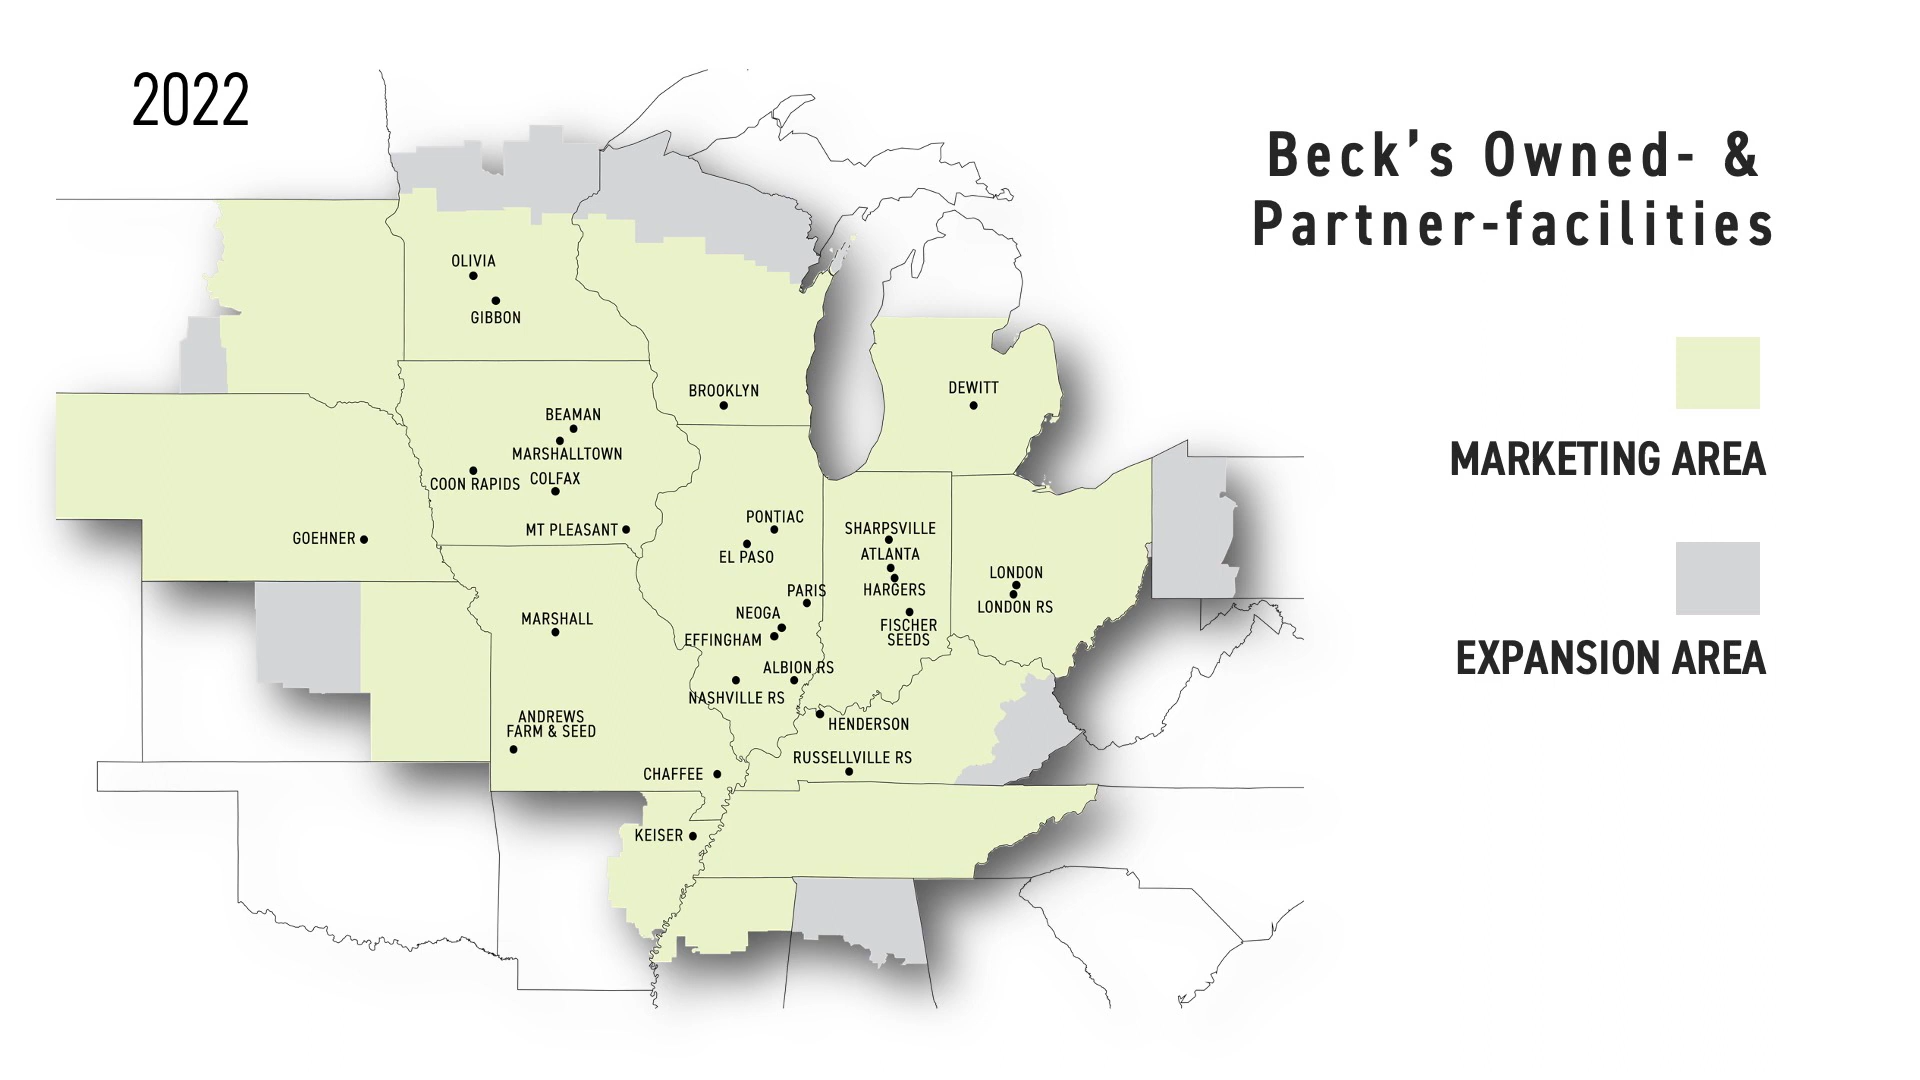 2022
Beck's Owned- &
Partner-facilities
MARKETING AREA
EXPANSION AREA
OLIVIA
GIBBON
BROOKLYN
DEWITT
BEAMAN
MARSHALLTOWN
COON RAPIDS
COLFAX
MT PLEASANT
GOEHNER
PONTIAC
EL PASO
SHARPSVILLE
ATLANTA
HARGERS
LONDON
LONDON RS
PARIS
NEOGA
EFFINGHAM
FISCHER
SEEDS
MARSHALL
ALBION RS
NASHVILLE RS
ANDREWS
FARM & SEED
HENDERSON
RUSSELLVILLE RS
CHAFFEE
KEISER